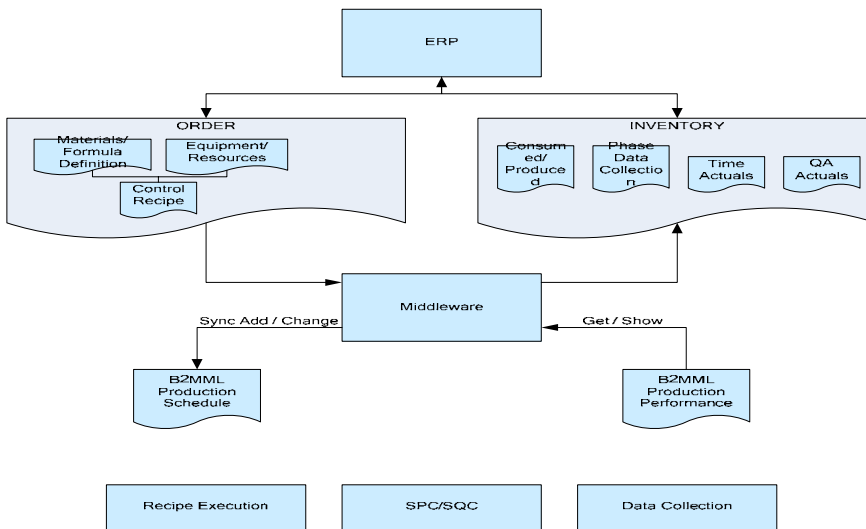 ERP
ORDER
Materials/
Formula
Definition
Equipment/
Resources
Control
Recipe
INVENTORY
Consum
ed/
Produce
d
Phase
Data
Collectio
n
Time
Actuals
QA
Actuals
Middleware
Sync Add / Change
Get / Show
B2MML
Production
Schedule
B2MML
Production
Performance
Recipe Execution
SPC/SQC
Data Collection